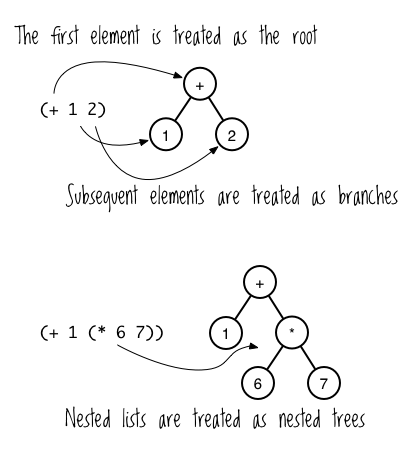 The first element is treated as the root
+
(+ 1 2)
1 2
Subsequent elements are treated as branches
+
(+ 1 (* 6 7)) 1 *
6 7
Nested lists are treated as nested trees